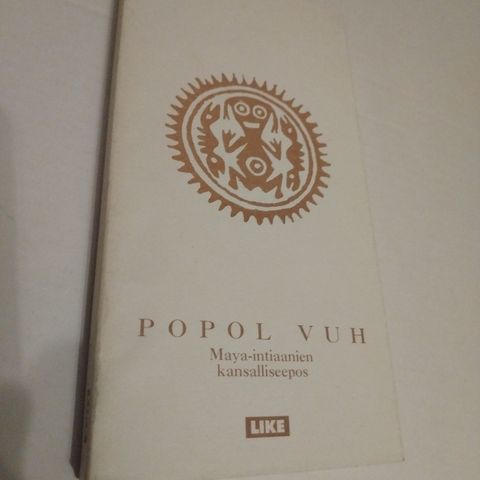 POPOL VUH
Maya-intiaanien
kansalliseepos
LIKE